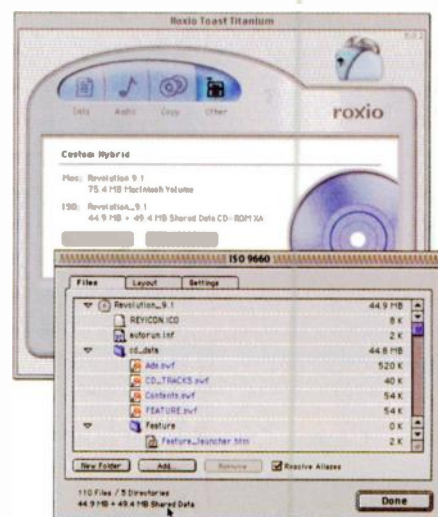 Roxio Toast Titanium
Data Audio Copy Other
roxio
Custom Hybrid
Mac: Revolution 9.1
75.4 MB Macintosh Volume
ISO: Revolution_9.1
44.9 MB + 49.4 MB Shared Data CD-ROM XA
ISO 9660
Files Layout Settings
Revolution_9.1 44.9 MB
REVICON.ICO 8 K
autorun.inf 2 K
cd_data 44.8 MB
Ads.swf 520 K
CD_TRACKS.swf 40 K
Contents.swf 54 K
FEATURE.swf 54 K
Feature 0 K
Feature_launcher.htm 2 K
New Folder Add... Remove Resolve Aliases
110 Files / 5 Directories
44.9 MB + 49.4 MB Shared Data
Done